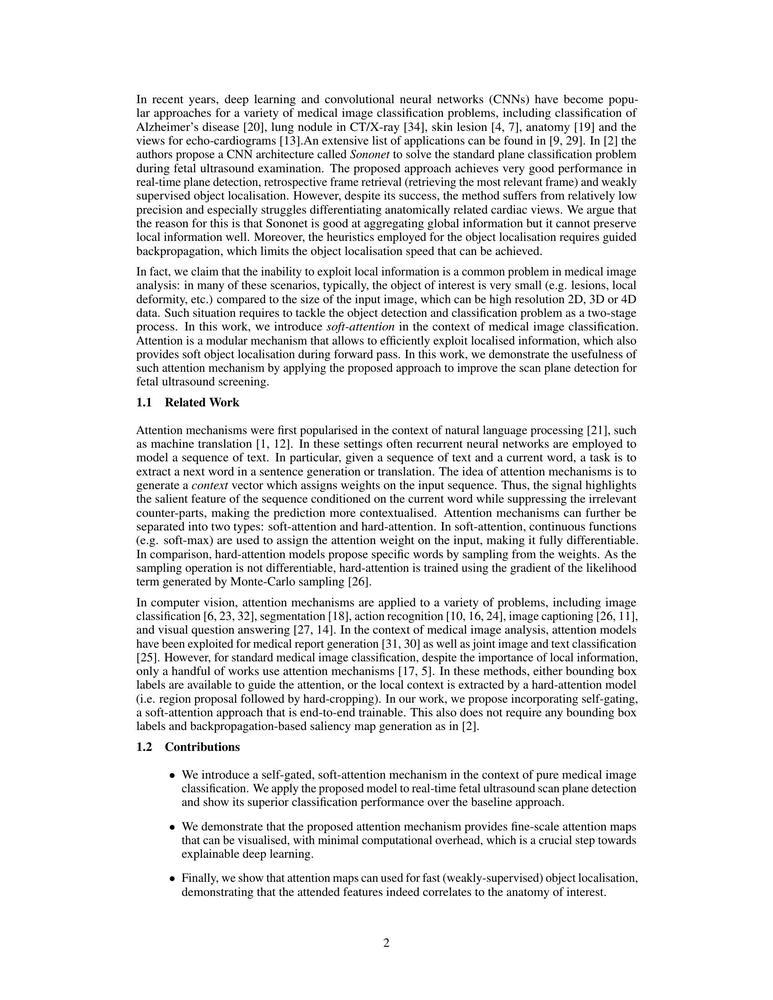 In recent years, deep learning and convolutional neural networks (CNNs) have become popu-
lar approaches for a variety of medical image classification problems, including classification of
Alzheimer's disease [20], lung nodule in CT/X-ray [34], skin lesion [4, 7], anatomy [19] and the
views for echo-cardiograms [13].An extensive list of applications can be found in [9, 29]. In [2] the
authors propose a CNN architecture called Sononet to solve the standard plane classification problem
during fetal ultrasound examination. The proposed approach achieves very good performance in
real-time plane detection, retrospective frame retrieval (retrieving the most relevant frame) and weakly
supervised object localisation. However, despite its success, the method suffers from relatively low
precision and especially struggles differentiating anatomically related cardiac views. We argue that
the reason for this is that Sononet is good at aggregating global information but it cannot preserve
local information well. Moreover, the heuristics employed for the object localisation requires guided
backpropagation, which limits the object localisation speed that can be achieved.
In fact, we claim that the inability to exploit local information is a common problem in medical image
analysis: in many of these scenarios, typically, the object of interest is very small (e.g. lesions, local
deformity, etc.) compared to the size of the input image, which can be high resolution 2D, 3D or 4D
data. Such situation requires to tackle the object detection and classification problem as a two-stage
process. In this work, we introduce soft-attention in the context of medical image classification.
Attention is a modular mechanism that allows to efficiently exploit localised information, which also
provides soft object localisation during forward pass. In this work, we demonstrate the usefulness of
such attention mechanism by applying the proposed approach to improve the scan plane detection for
fetal ultrasound screening.
1.1 Related Work
Attention mechanisms were first popularised in the context of natural language processing [21], such
as machine translation [1, 12]. In these settings often recurrent neural networks are employed to
model a sequence of text. In particular, given a sequence of text and a current word, a task is to
extract a next word in a sentence generation or translation. The idea of attention mechanisms is to
generate a context vector which assigns weights on the input sequence. Thus, the signal highlights
the salient feature of the sequence conditioned on the current word while suppressing the irrelevant
counter-parts, making the prediction more contextualised. Attention mechanisms can further be
separated into two types: soft-attention and hard-attention. In soft-attention, continuous functions
(e.g. soft-max) are used to assign the attention weight on the input, making it fully differentiable.
In comparison, hard-attention models propose specific words by sampling from the weights. As the
sampling operation is not differentiable, hard-attention is trained using the gradient of the likelihood
term generated by Monte-Carlo sampling [26].
In computer vision, attention mechanisms are applied to a variety of problems, including image
classification [6, 23, 32], segmentation [18], action recognition [10, 16, 24], image captioning [26, 11],
and visual question answering [27, 14]. In the context of medical image analysis, attention models
have been exploited for medical report generation [31, 30] as well as joint image and text classification
[25]. However, for standard medical image classification, despite the importance of local information,
only a handful of works use attention mechanisms [17, 5]. In these methods, either bounding box
labels are available to guide the attention, or the local context is extracted by a hard-attention model
(i.e. region proposal followed by hard-cropping). In our work, we propose incorporating self-gating,
a soft-attention approach that is end-to-end trainable. This also does not require any bounding box
labels and backpropagation-based saliency map generation as in [2].
1.2 Contributions
• We introduce a self-gated, soft-attention mechanism in the context of pure medical image
classification. We apply the proposed model to real-time fetal ultrasound scan plane detection
and show its superior classification performance over the baseline approach.
• We demonstrate that the proposed attention mechanism provides fine-scale attention maps
that can be visualised, with minimal computational overhead, which is a crucial step towards
explainable deep learning.
• Finally, we show that attention maps can used for fast (weakly-supervised) object localisation,
demonstrating that the attended features indeed correlates to the anatomy of interest.
2